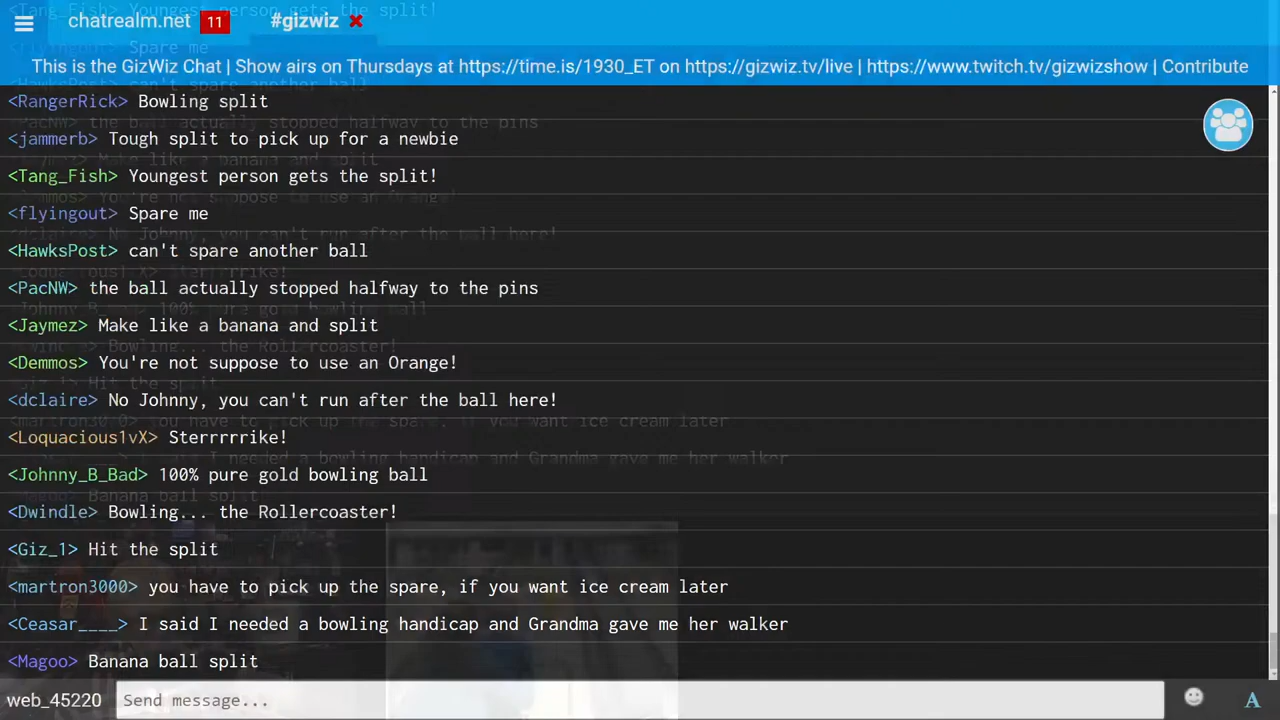 chatrealm.net 11 #gizwiz
This is the GizWiz Chat | Show airs on Thursdays at https://time.is/1930_ET on https://gizwiz.tv/live | https://www.twitch.tv/gizwizshow | Contribute
<RangerRick> Bowling split
<jammerb> Tough split to pick up for a newbie
<Tang_Fish> Youngest person gets the split!
<flyingout> Spare me
<HawksPost> can't spare another ball
<PacNW> the ball actually stopped halfway to the pins
<Jaymez> Make like a banana and split
<Demmos> You're not suppose to use an Orange!
<dclaire> No Johnny, you can't run after the ball here!
<Loquacious1vX> Sterrrrrike!
<Johnny_B_Bad> 100% pure gold bowling ball
<Dwindle> Bowling... the Rollercoaster!
<Giz_1> Hit the split
<martron3000> you have to pick up the spare, if you want ice cream later
<Ceasar____> I said I needed a bowling handicap and Grandma gave me her walker
<Magoo> Banana ball split
web_45220 Send message... A